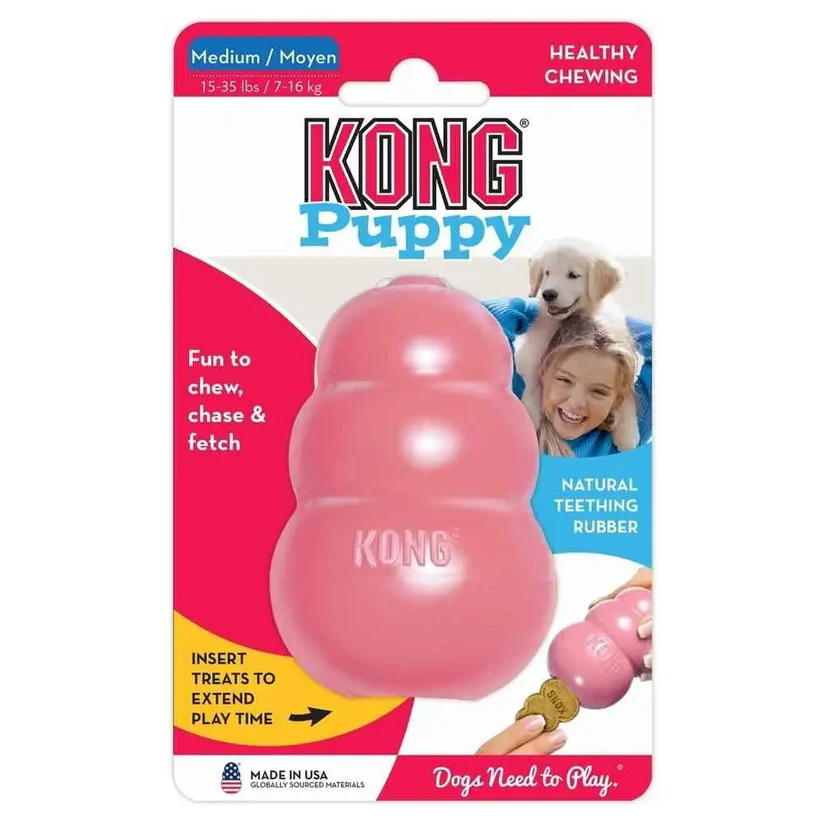 Medium / Moyen
15-35 lbs / 7-16 kg
HEALTHY
CHEWING
KONG®
Puppy
Fun to
chew,
chase &
fetch
KONG®
NATURAL
TEETHING
RUBBER
INSERT
TREATS TO
EXTEND
PLAY TIME
KONG
KONG
MADE IN USA
GLOBALLY SOURCED MATERIALS
Dogs Need to Play.®